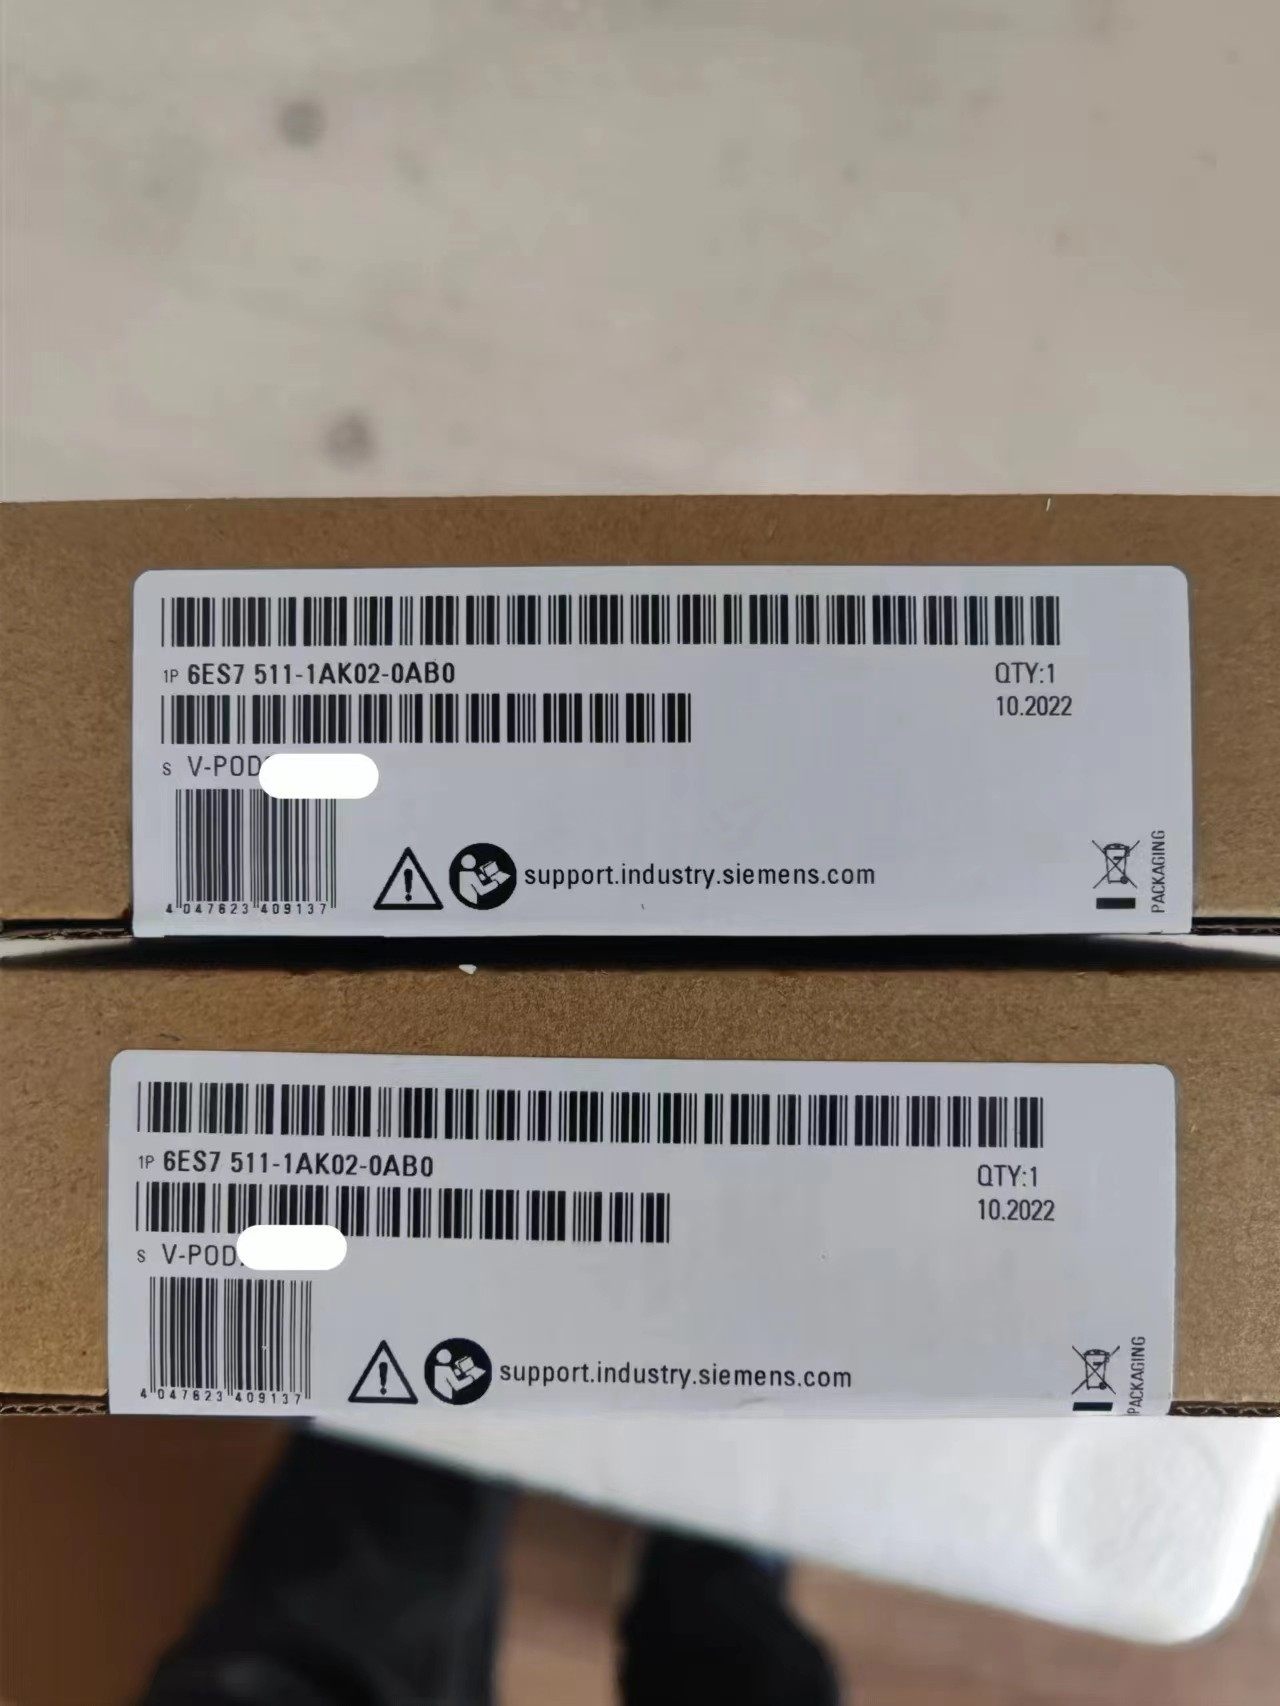 1P 6ES7 511-1AK02-0AB0
QTY:1
10.2022
S V-POD
4 047623 409137
support.industry.siemens.com
PACKAGING
1P 6ES7 511-1AK02-0AB0
QTY:1
10.2022
S V-POD
4 047623 409137
support.industry.siemens.com
PACKAGING